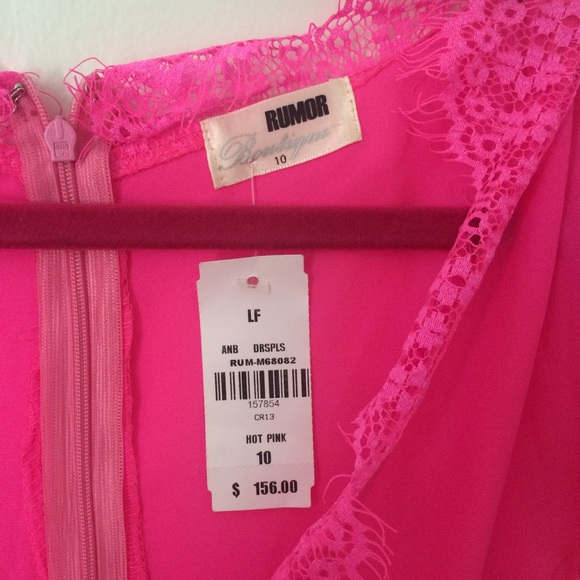 RUMOR
Boutique
10
LF
ANB DRSPLS
RUM-M68082
157854
CR13
HOT PINK
10
$ 156.00